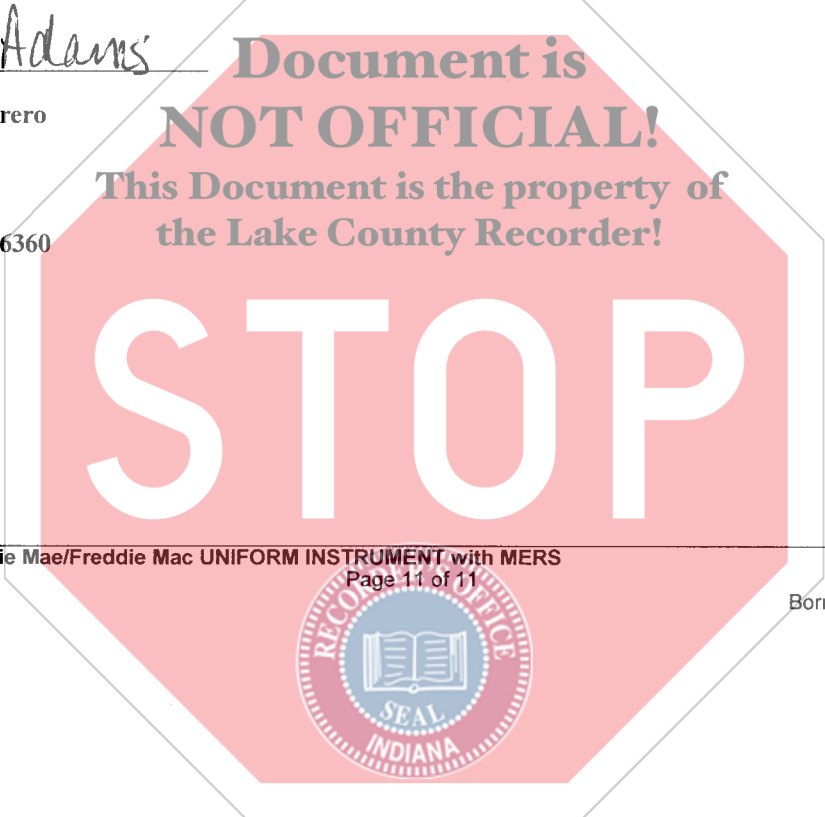 Adams
Document is
NOT OFFICIAL!
rero
This Document is the property of
the Lake County Recorder!
6360
STOP
ie Mae/Freddie Mac UNIFORM INSTRUMENT with MERS
Page 11 of 11
Borr
RECORDER'S OFFICE
SEAL
INDIANA